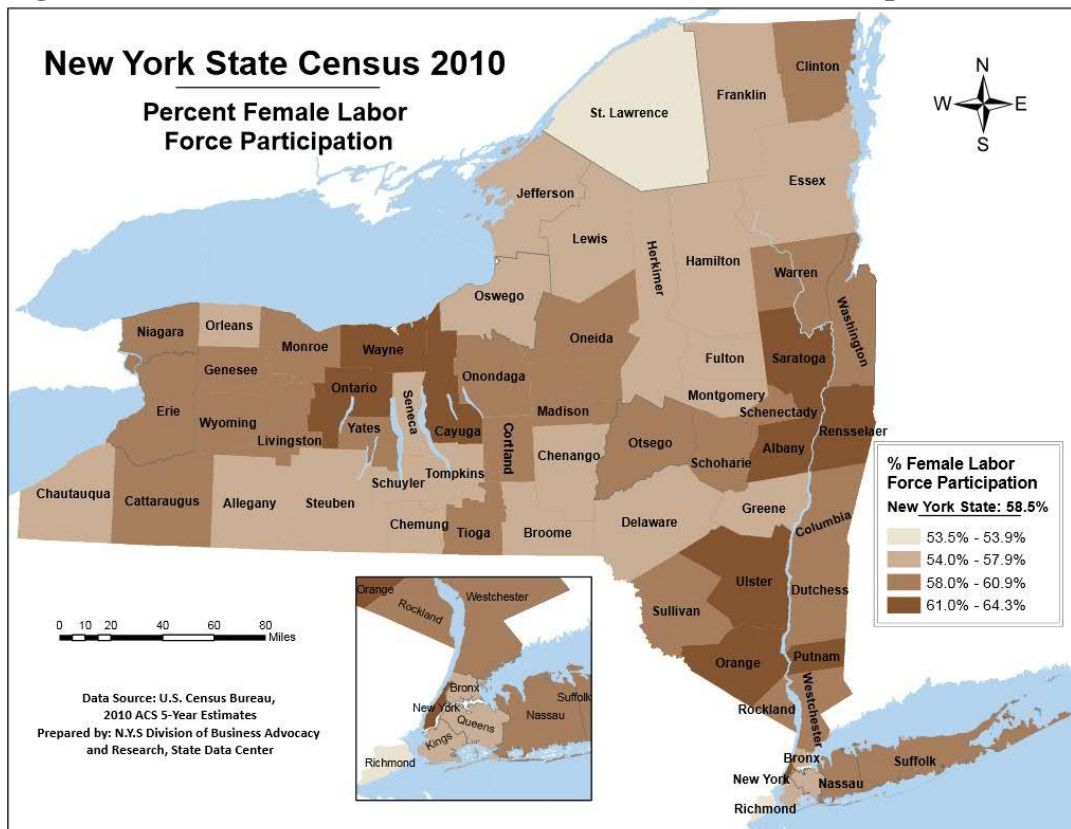 New York State Census 2010
Percent Female Labor
Force Participation
N
W E
S
Clinton
Franklin
St. Lawrence
Essex
Jefferson
Lewis
Herkimer
Hamilton
Warren
Washington
Oswego
Oneida
Fulton
Saratoga
Montgomery
Schenectady
Niagara
Orleans
Monroe
Wayne
Genesee
Onondaga
Ontario
Erie
Wyoming
Livingston
Yates
Seneca
Cayuga
Cortland
Madison
Otsego
Schoharie
Albany
Rensselaer
Chenango
Tompkins
Schuyler
Chautauqua
Cattaraugus
Allegany
Steuben
Chemung
Tioga
Broome
Delaware
Greene
Columbia
Ulster
Dutchess
Sullivan
Orange
Putnam
Rockland
Westchester
Bronx
New York
Nassau
Suffolk
Richmond
% Female Labor
Force Participation
New York State: 58.5%
53.5% - 53.9%
54.0% - 57.9%
58.0% - 60.9%
61.0% - 64.3%
0 10 20 40 60 80
Miles
Data Source: U.S. Census Bureau,
2010 ACS 5-Year Estimates
Prepared by: N.Y.S Division of Business Advocacy
and Research, State Data Center
Orange
Rockland
Westchester
Bronx
New York
Queens
Kings
Nassau
Suffolk
Richmond